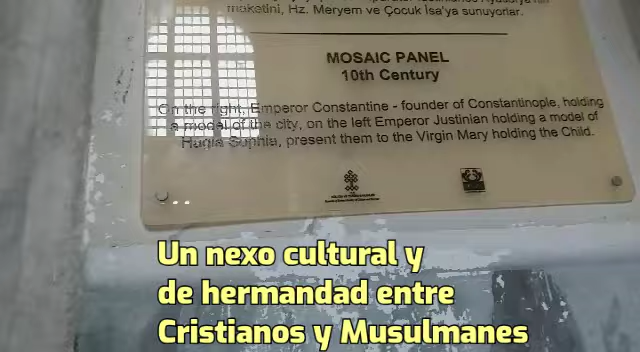 maketini, Hz. Meryem ve Çocuk İsa'ya sunuyorlar.
MOSAIC PANEL
10th Century
On the right, Emperor Constantine - founder of Constantinople, holding
a model of the city, on the left Emperor Justinian holding a model of
Hagia Sophia, present them to the Virgin Mary holding the Child.
Un nexo cultural y
de hermandad entre
Cristianos y Musulmanes